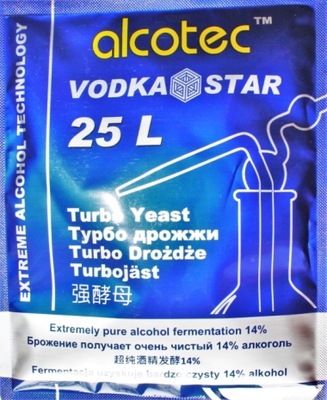 alcotec™
VODKA STAR
25 L
EXTREME ALCOHOL TECHNOLOGY
Turbo Yeast
Турбо дрожжи
Turbo Drożdże
Turbojäst
强酵母
Extremely pure alcohol fermentation 14%
Брожение получает очень чистый 14% алкоголь
超纯酒精发酵14%
Fermentacja uzyskuje bardzo czysty 14% alkohol